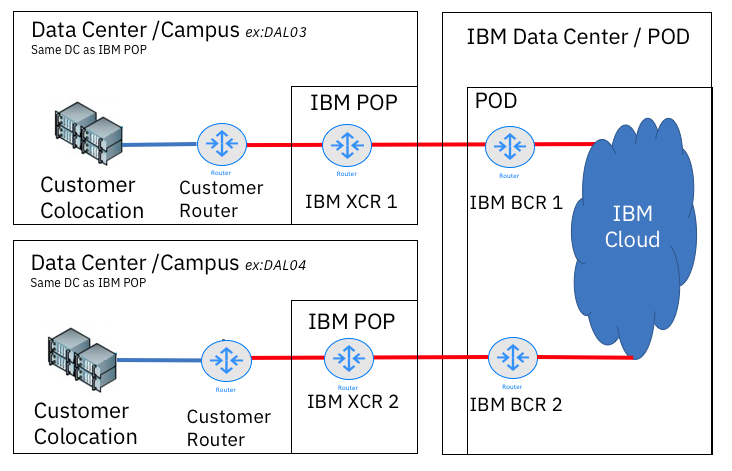 Data Center /Campus ex:DAL03
Same DC as IBM POP
IBM POP
Router
Router
Customer
Colocation
Customer
Router
IBM XCR 1
IBM Data Center / POD
POD
Router
IBM BCR 1
IBM
Cloud
Data Center /Campus ex:DAL04
Same DC as IBM POP
IBM POP
Router
Router
Customer
Colocation
Customer
Router
IBM XCR 2
Router
IBM BCR 2